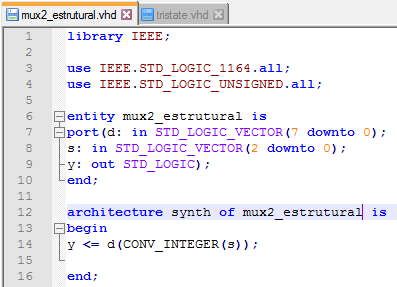 mux2_estrutural.vhd tristate.vhd
1 library IEEE;
2
3 use IEEE.STD_LOGIC_1164.all;
4 use IEEE.STD_LOGIC_UNSIGNED.all;
5
6 entity mux2_estrutural is
7 port(d: in STD_LOGIC_VECTOR(7 downto 0);
8 s: in STD_LOGIC_VECTOR(2 downto 0);
9 y: out STD_LOGIC);
10 end;
11
12 architecture synth of mux2_estrutural is
13 begin
14 y <= d(CONV_INTEGER(s));
15
16 end;